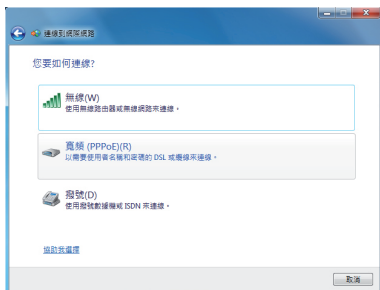 連線到網際網路
您要如何連線?
無線(W)
使用無線路由器或無線網路來連線。
寬頻 (PPPoE)(R)
以需要使用者名稱和密碼的 DSL 或纜線來連線。
撥號(D)
使用撥號數據機或 ISDN 來連線。
協助我選擇
取消